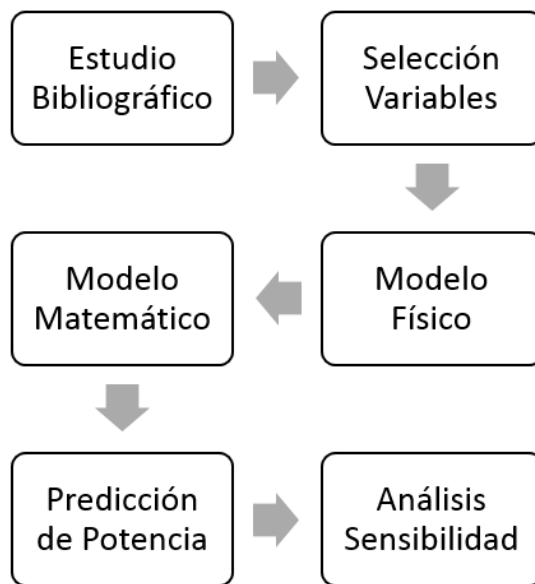 Estudio
Bibliográfico
Selección
Variables
Modelo
Físico
Modelo
Matemático
Predicción
de Potencia
Análisis
Sensibilidad